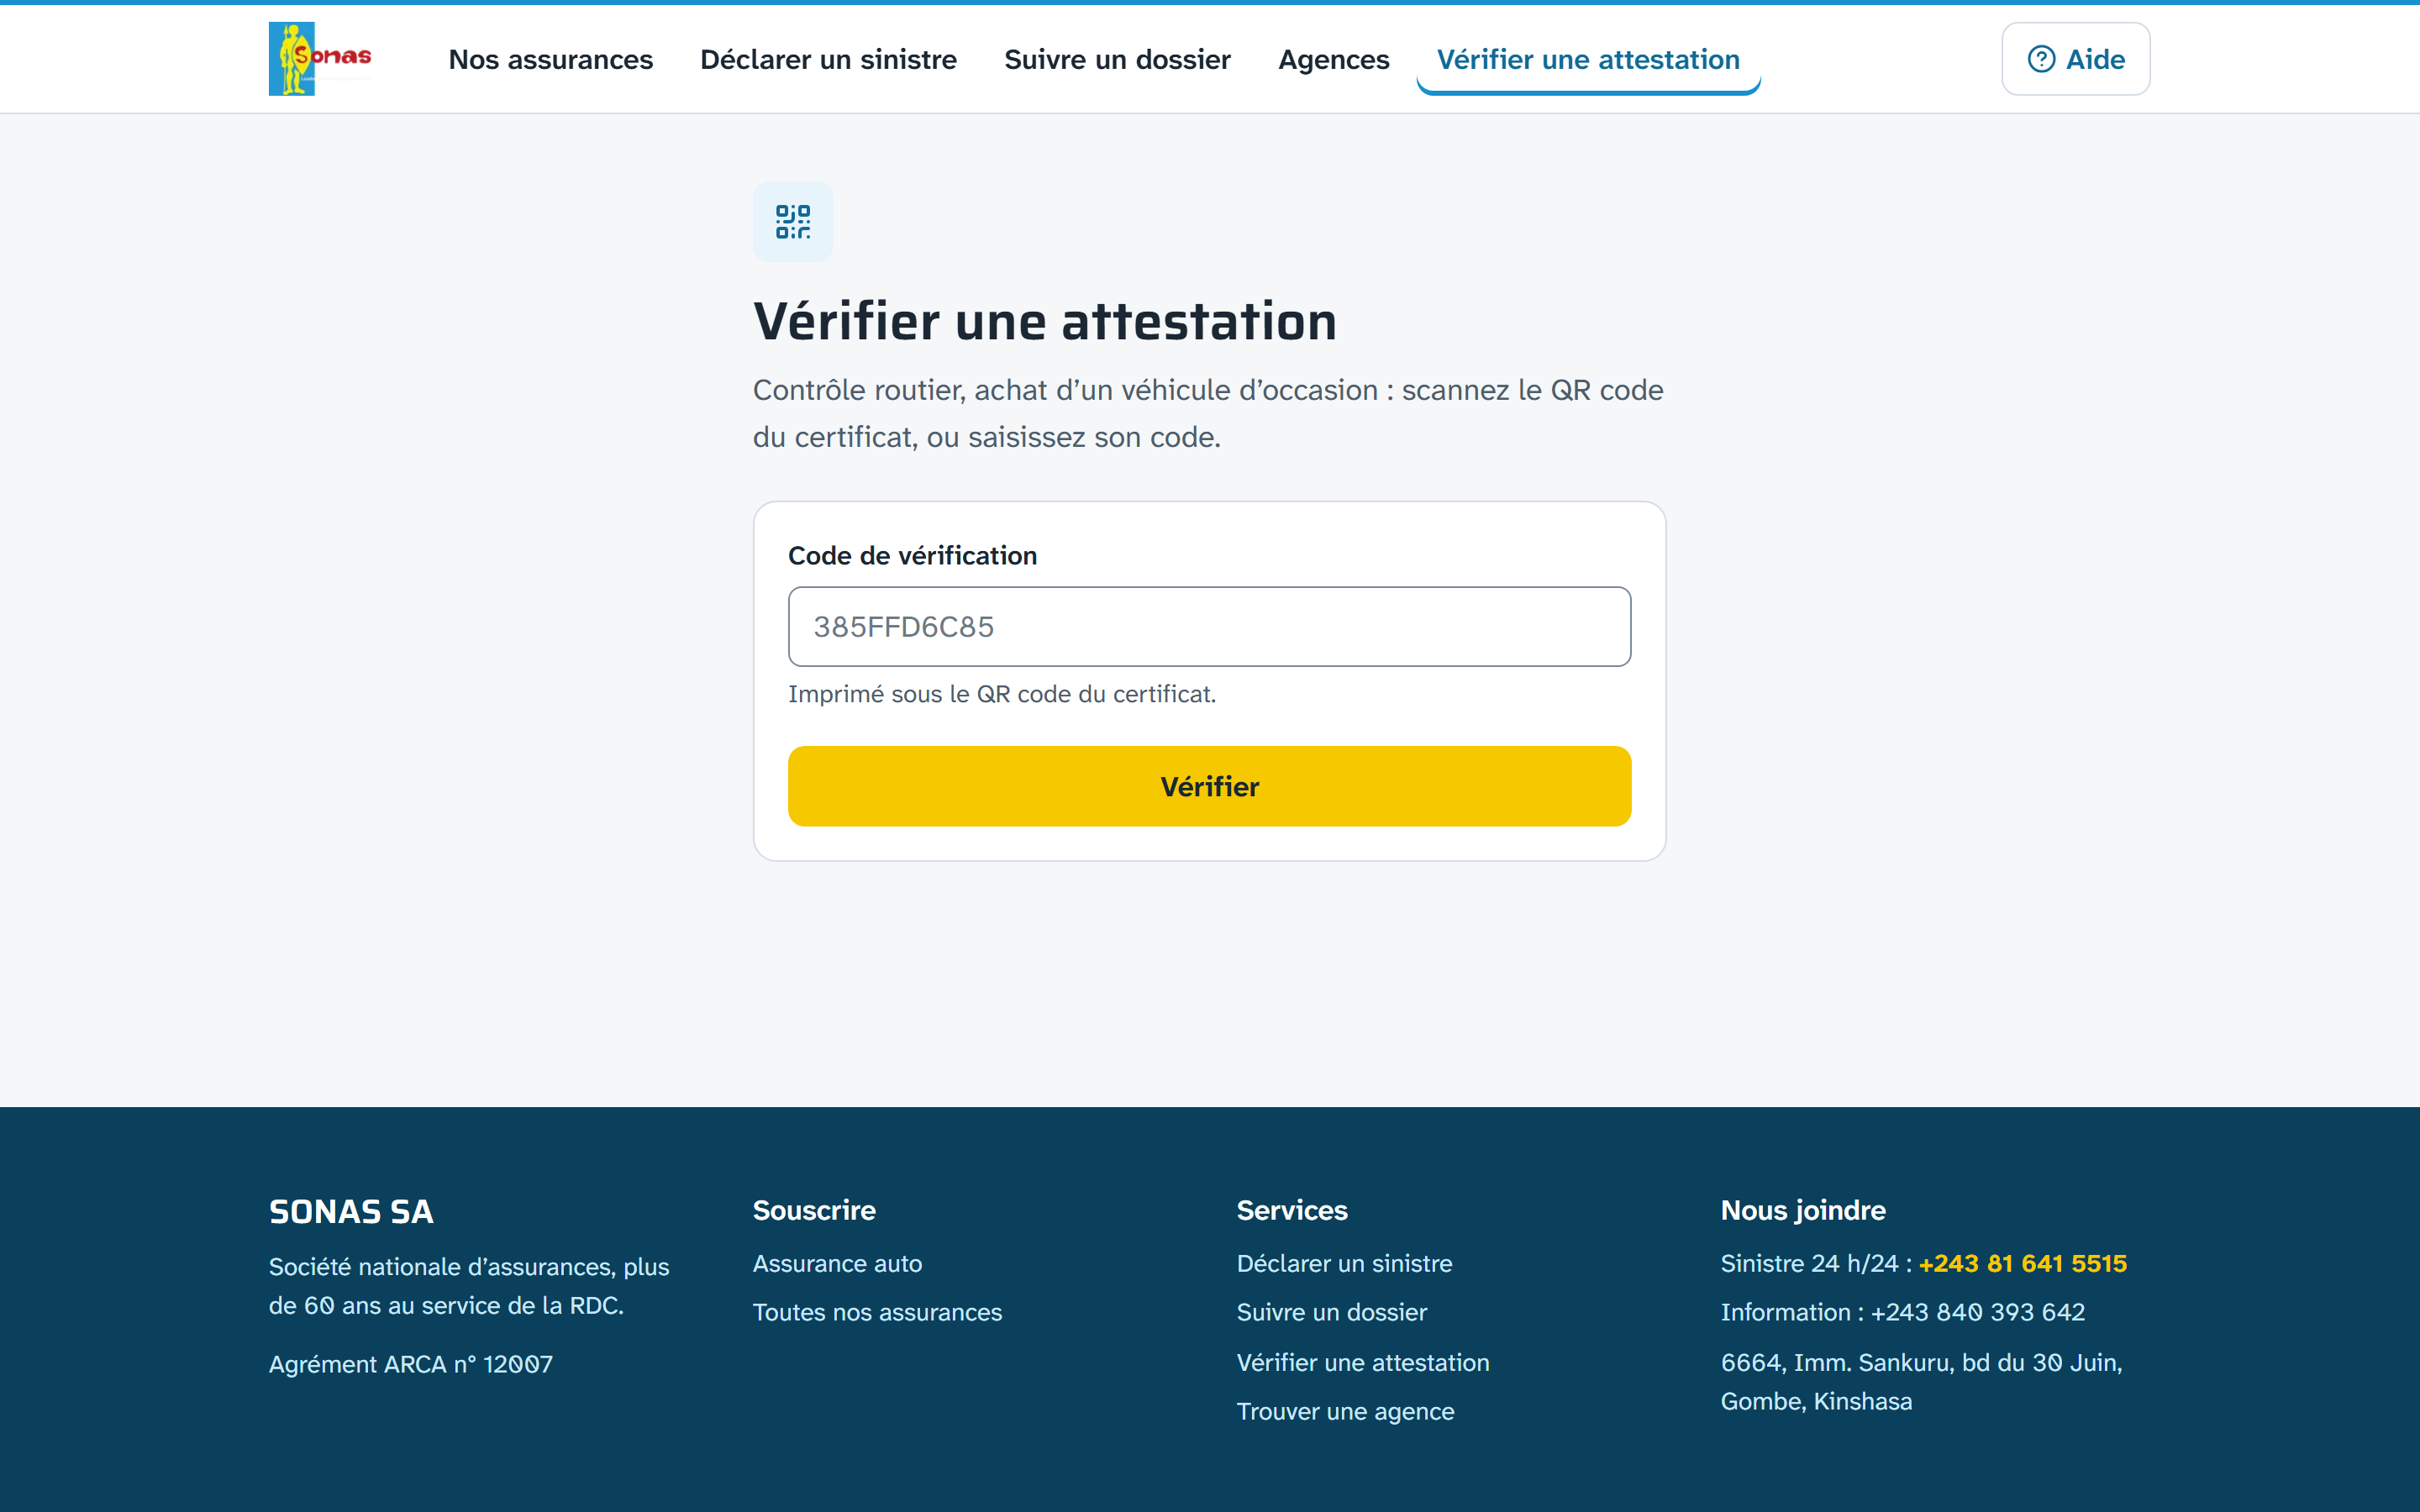 Sonas
Nos assurances
Déclarer un sinistre
Suivre un dossier
Agences
Vérifier une attestation
Aide
Vérifier une attestation
Contrôle routier, achat d’un véhicule d’occasion : scannez le QR code
du certificat, ou saisissez son code.
Code de vérification
385FFD6C85
Imprimé sous le QR code du certificat.
Vérifier
SONAS SA
Société nationale d’assurances, plus
de 60 ans au service de la RDC.
Agrément ARCA n° 12007
Souscrire
Assurance auto
Toutes nos assurances
Services
Déclarer un sinistre
Suivre un dossier
Vérifier une attestation
Trouver une agence
Nous joindre
Sinistre 24 h/24 : +243 81 641 5515
Information : +243 840 393 642
6664, Imm. Sankuru, bd du 30 Juin,
Gombe, Kinshasa